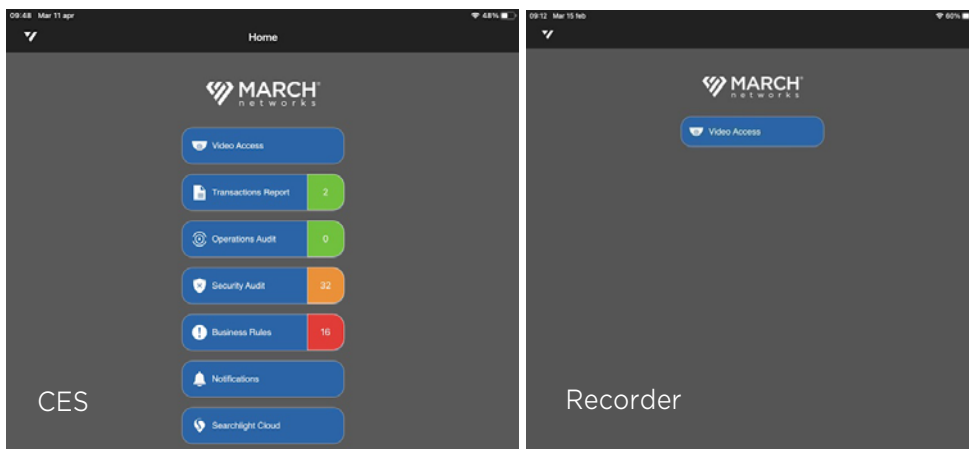 09:48 Mar 11 apr
48%
Home
MARCH
networks
Video Access
Transactions Report 2
Operations Audit 0
Security Audit 32
Business Rules 16
Notifications
Searchlight Cloud
CES
09:12 Mar 15 feb
60%
MARCH
networks
Video Access
Recorder